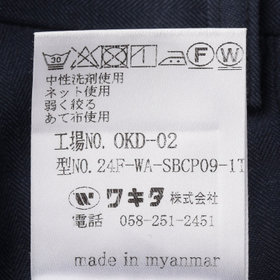 30 F W
中性洗剤使用
ネット使用
弱く絞る
あて布使用
工場NO. OKD-02
型NO. 24F-WA-SBCP09-1T
ワキタ 株式会社
電話 058-251-2451
made in myanmar